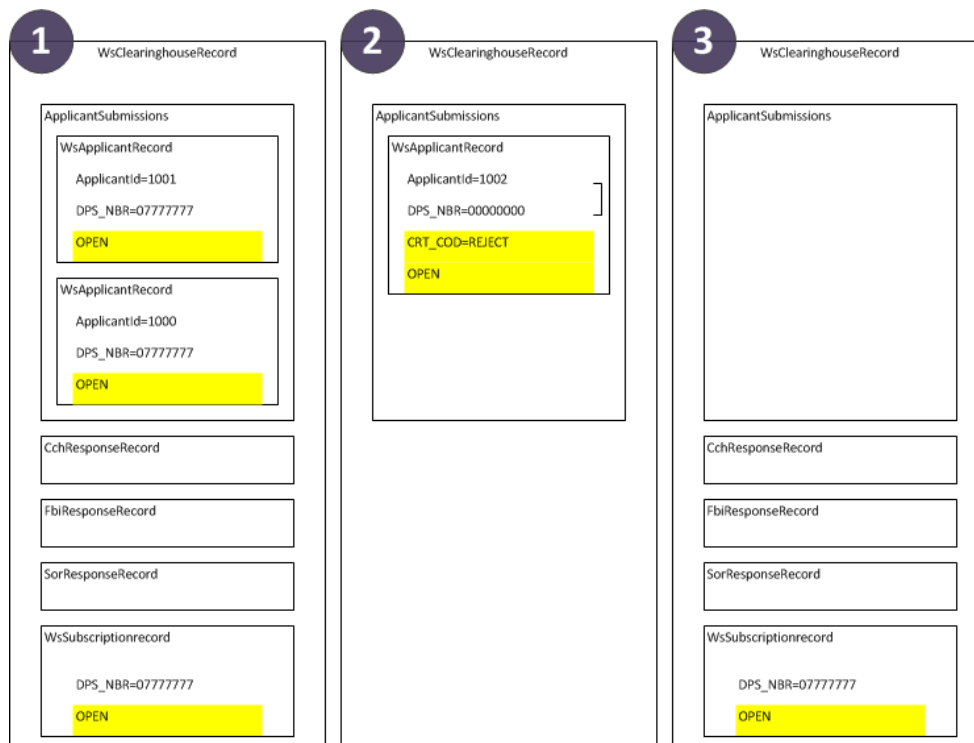 1
WsClearinghouseRecord
ApplicantSubmissions
WsApplicantRecord
ApplicantId=1001
DPS_NBR=07777777
OPEN
WsApplicantRecord
ApplicantId=1000
DPS_NBR=07777777
OPEN
CchResponseRecord
FbiResponseRecord
SorResponseRecord
WsSubscriptionrecord
DPS_NBR=07777777
OPEN
2
WsClearinghouseRecord
ApplicantSubmissions
WsApplicantRecord
ApplicantId=1002
DPS_NBR=00000000
CRT_COD=REJECT
OPEN
3
WsClearinghouseRecord
ApplicantSubmissions
CchResponseRecord
FbiResponseRecord
SorResponseRecord
WsSubscriptionrecord
DPS_NBR=07777777
OPEN